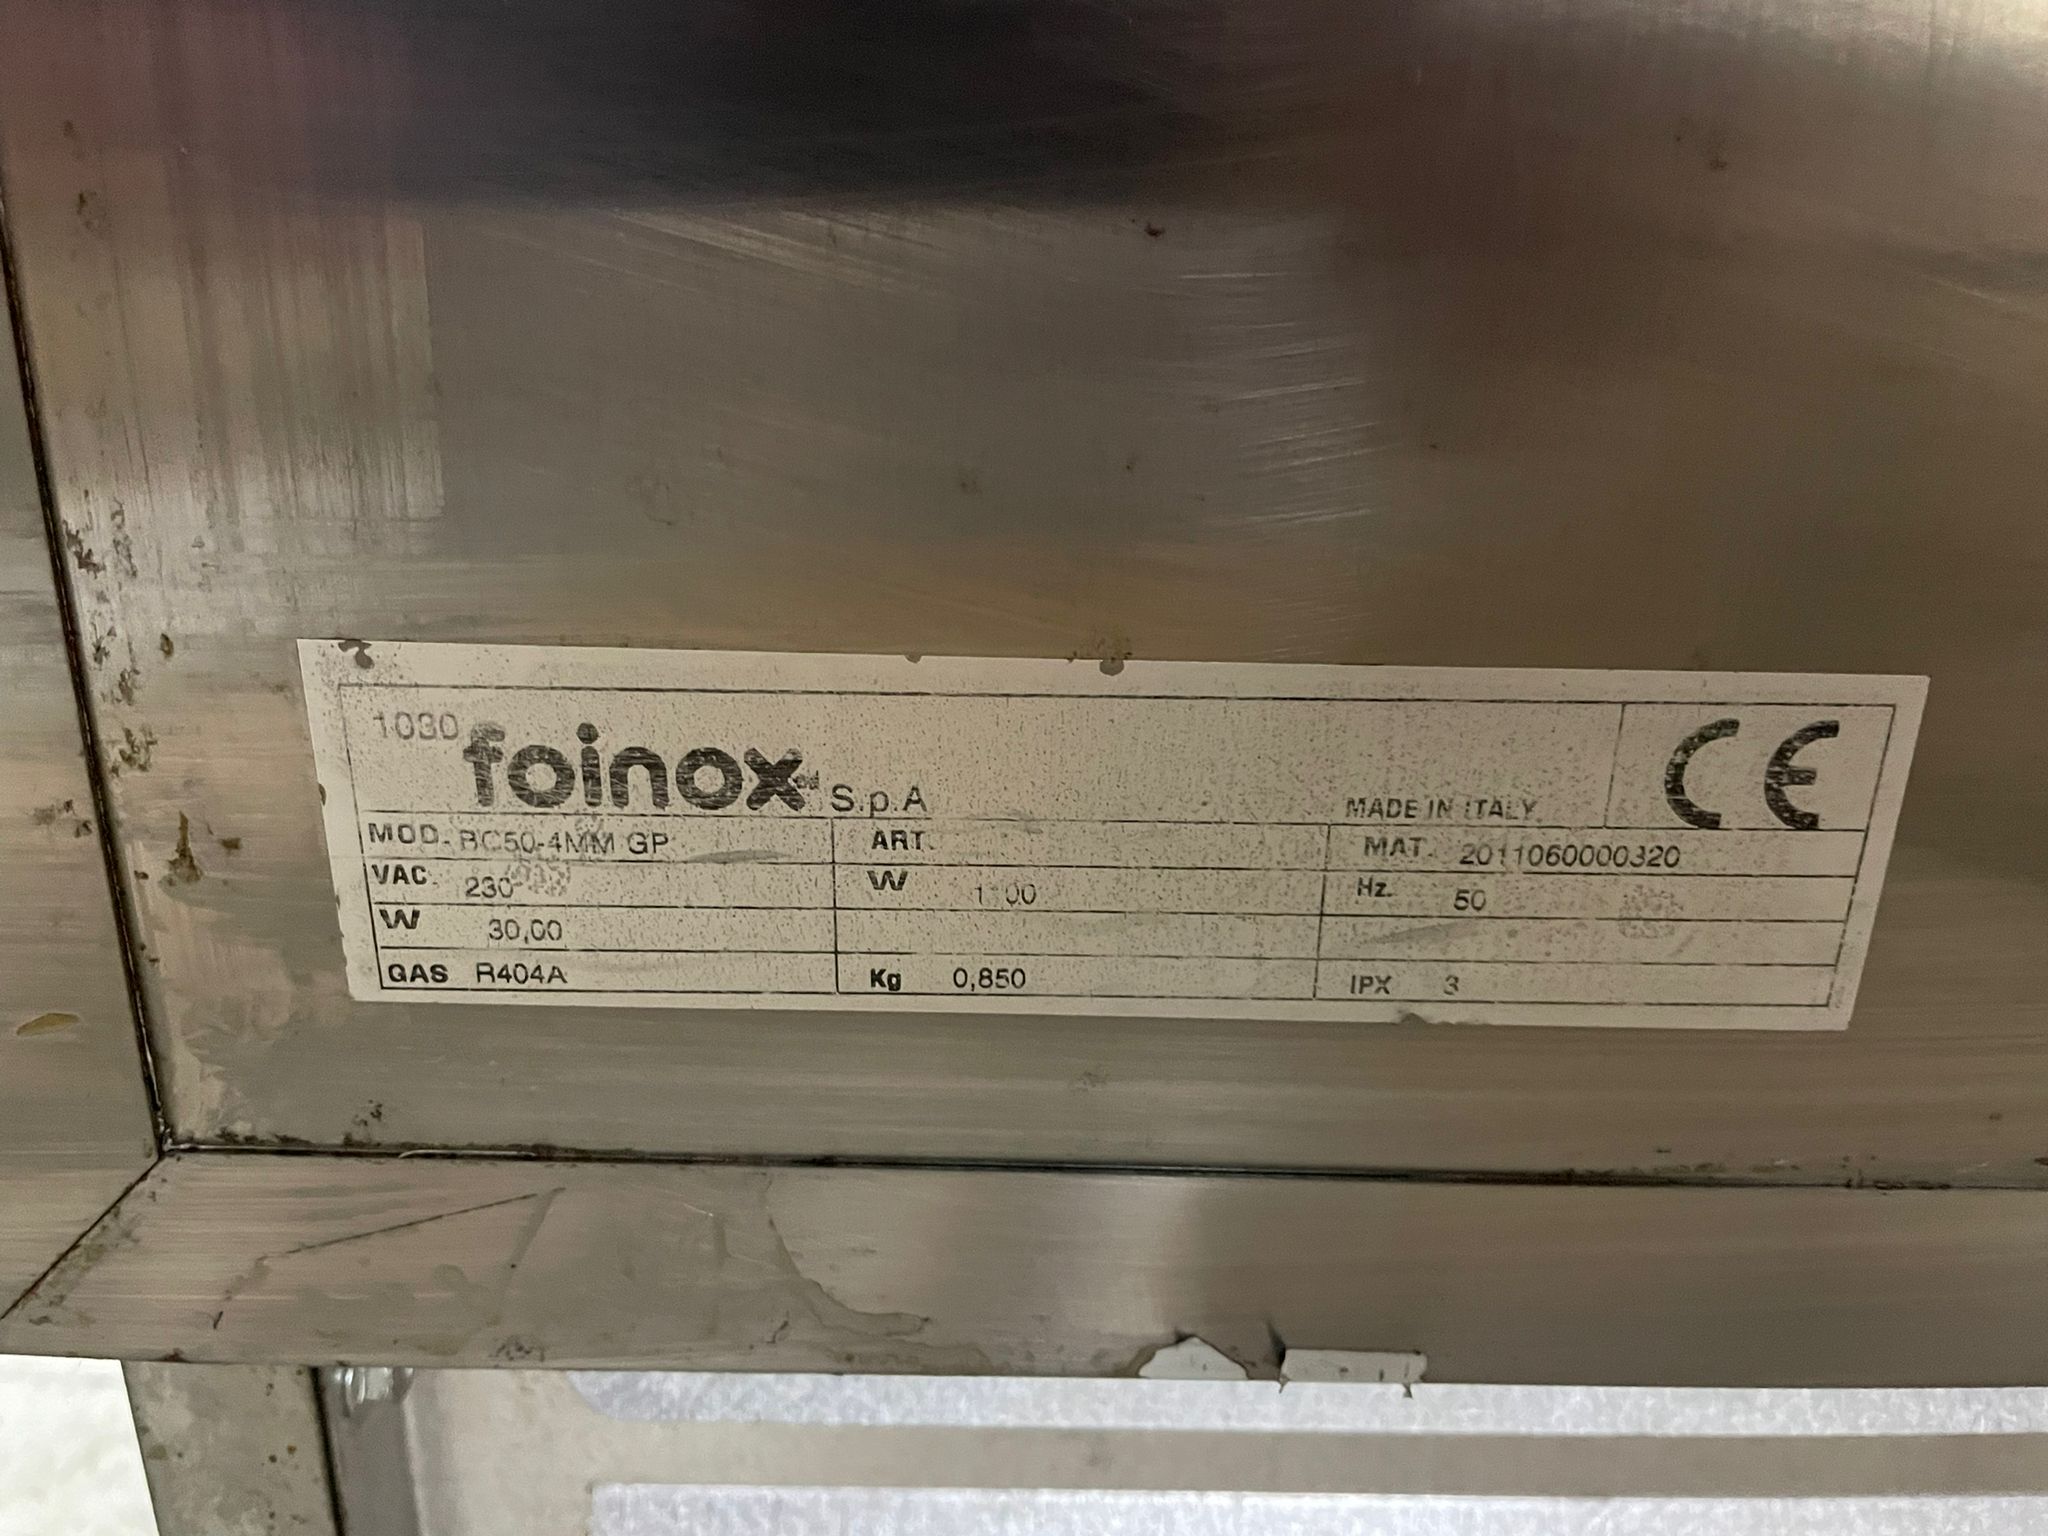 1030 foinox S.p.A MADE IN ITALY. CE
MOD. BC50-4MM GP ART. MAT. 2011060000320
VAC. 230 W Hz. 50
W 30,00
GAS R404A Kg 0,850 IPX 3